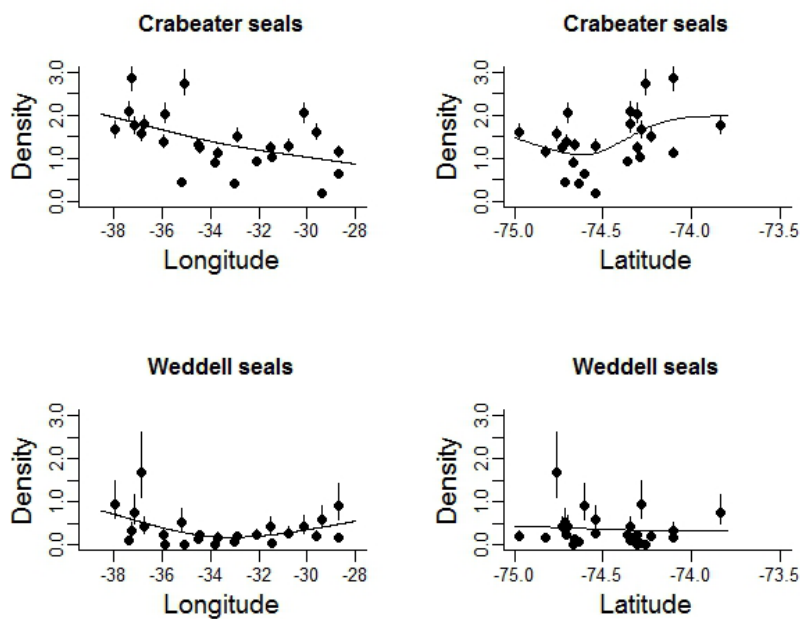 Crabeater seals
Density
0.0 1.0 2.0 3.0
-38 -36 -34 -32 -30 -28
Longitude
Crabeater seals
Density
0.0 1.0 2.0 3.0
-75.0 -74.5 -74.0 -73.5
Latitude
Weddell seals
Density
0.0 1.0 2.0 3.0
-38 -36 -34 -32 -30 -28
Longitude
Weddell seals
Density
0.0 1.0 2.0 3.0
-75.0 -74.5 -74.0 -73.5
Latitude